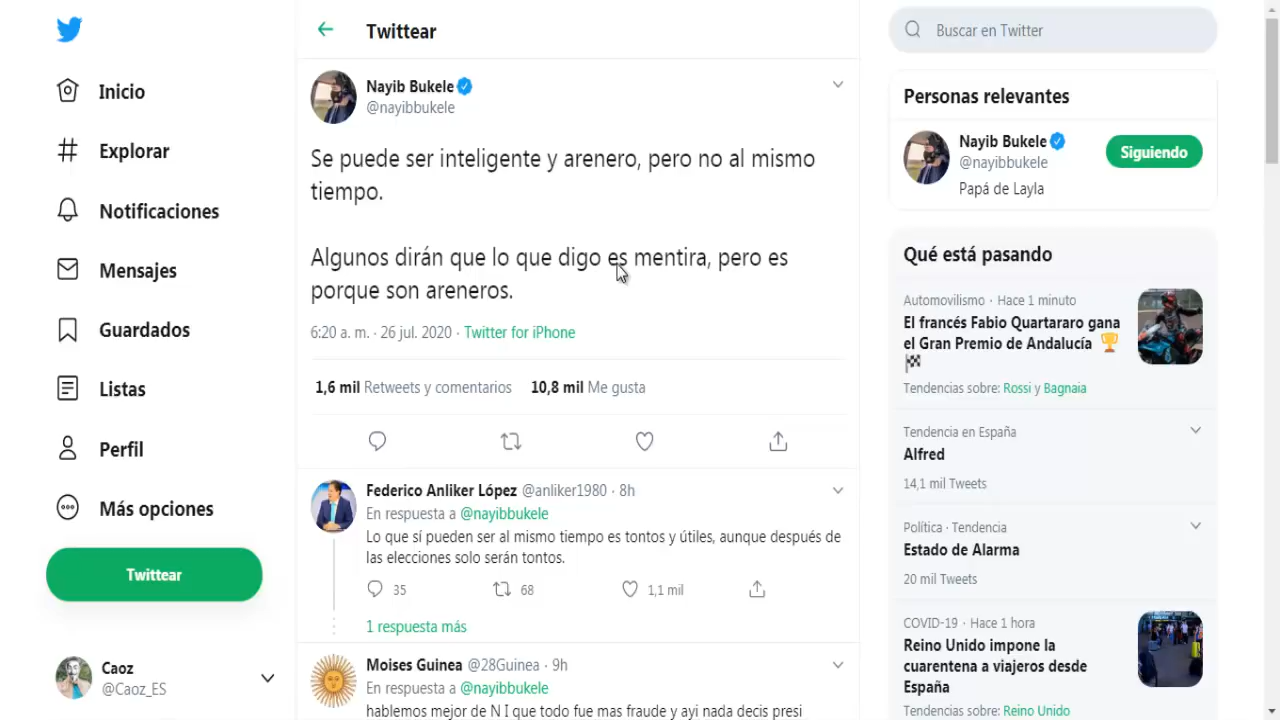 Inicio
Explorar
Notificaciones
Mensajes
Guardados
Listas
Perfil
Más opciones
Twittear
Caoz
@Caoz_ES
Twittear
Nayib Bukele
@nayibbukele
Se puede ser inteligente y arenero, pero no al mismo
tiempo.
Algunos dirán que lo que digo es mentira, pero es
porque son areneros.
6:20 a. m. · 26 jul. 2020 · Twitter for iPhone
1,6 mil Retweets y comentarios 10,8 mil Me gusta
Federico Anliker López @anliker1980 · 8h
En respuesta a @nayibbukele
Lo que sí pueden ser al mismo tiempo es tontos y útiles, aunque después de
las elecciones solo serán tontos.
35 68 1,1 mil
1 respuesta más
Moises Guinea @28Guinea · 9h
En respuesta a @nayibbukele
hablemos mejor de N I que todo fue mas fraude y ayi nada decis presi
Buscar en Twitter
Personas relevantes
Nayib Bukele
@nayibbukele
Siguiendo
Papá de Layla
Qué está pasando
Automovilismo · Hace 1 minuto
El francés Fabio Quartararo gana
el Gran Premio de Andalucía 🏆
🏁
Tendencias sobre: Rossi y Bagnaia
Tendencia en España
Alfred
14,1 mil Tweets
Política · Tendencia
Estado de Alarma
20 mil Tweets
COVID-19 · Hace 1 hora
Reino Unido impone la
cuarentena a viajeros desde
España
Tendencias sobre: Reino Unido